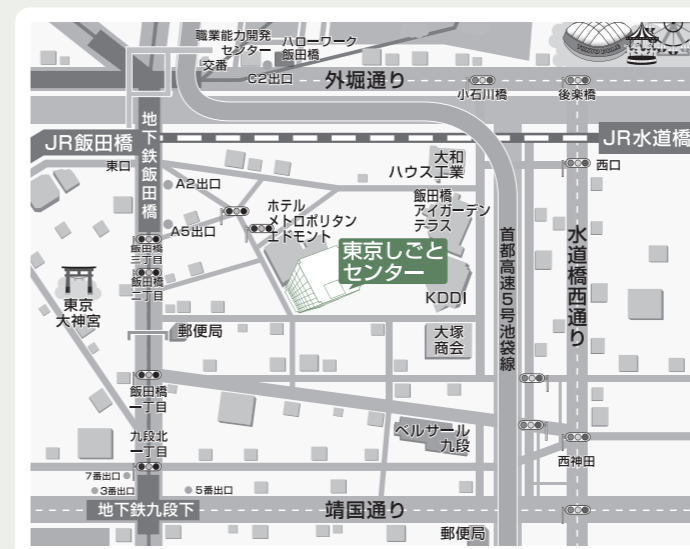 職業能力開発
センター
ハローワーク
飯田橋
交番
C2出口
外堀通り
小石川橋
後楽橋
TOKYO DOME
JR飯田橋
地下鉄飯田橋
JR水道橋
東口
西口
A2出口
大和
ハウス工業
ホテル
メトロポリタン
エドモント
飯田橋
アイガーデン
テラス
A5出口
飯田橋
三丁目
東京しごと
センター
首都高速5号池袋線
水道橋西通り
飯田橋
二丁目
KDDI
東京
大神宮
郵便局
大塚
商会
飯田橋
一丁目
九段北
一丁目
ベルサール
九段
西神田
7番出口
3番出口
5番出口
地下鉄九段下
靖国通り
郵便局